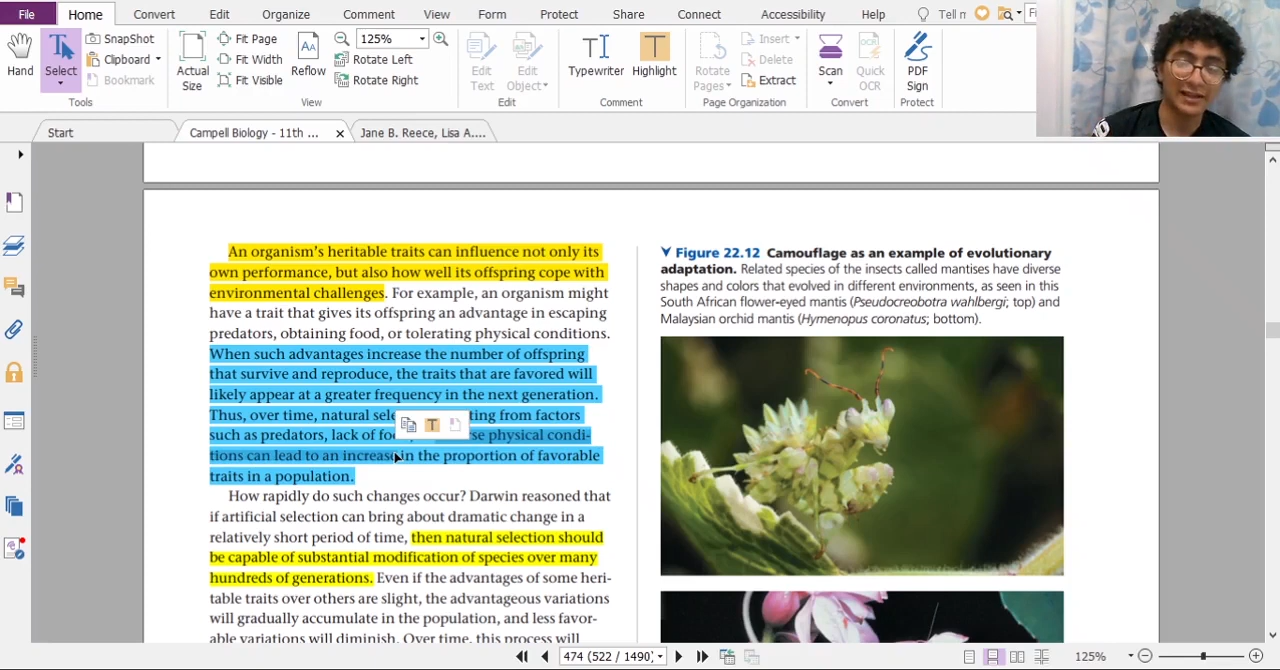 File Home Convert Edit Organize Comment View Form Protect Share Connect Accessibility Help Tell
SnapShot
Clipboard
Bookmark
Hand Select
Tools
Actual Size
Fit Page
Fit Width
Fit Visible
Reflow
125%
Rotate Left
Rotate Right
View
Edit Text
Edit Object
Edit
Typewriter Highlight
Comment
Rotate Pages
Insert
Delete
Extract
Page Organization
Scan
Quick OCR
Convert
PDF Sign
Protect
Start
Campell Biology - 11th ...
Jane B. Reece, Lisa A....
An organism's heritable traits can influence not only its
own performance, but also how well its offspring cope with
environmental challenges. For example, an organism might
have a trait that gives its offspring an advantage in escaping
predators, obtaining food, or tolerating physical conditions.
When such advantages increase the number of offspring
that survive and reproduce, the traits that are favored will
likely appear at a greater frequency in the next generation.
Thus, over time, natural sele ting from factors
such as predators, lack of fo se physical condi-
tions can lead to an increase in the proportion of favorable
traits in a population.
How rapidly do such changes occur? Darwin reasoned that
if artificial selection can bring about dramatic change in a
relatively short period of time, then natural selection should
be capable of substantial modification of species over many
hundreds of generations. Even if the advantages of some heri-
table traits over others are slight, the advantageous variations
will gradually accumulate in the population, and less favor-
able variations will diminish. Over time, this process will
Figure 22.12 Camouflage as an example of evolutionary
adaptation. Related species of the insects called mantises have diverse
shapes and colors that evolved in different environments, as seen in this
South African flower-eyed mantis (Pseudocreobotra wahlbergi; top) and
Malaysian orchid mantis (Hymenopus coronatus; bottom).
474 (522 / 1490)
125%